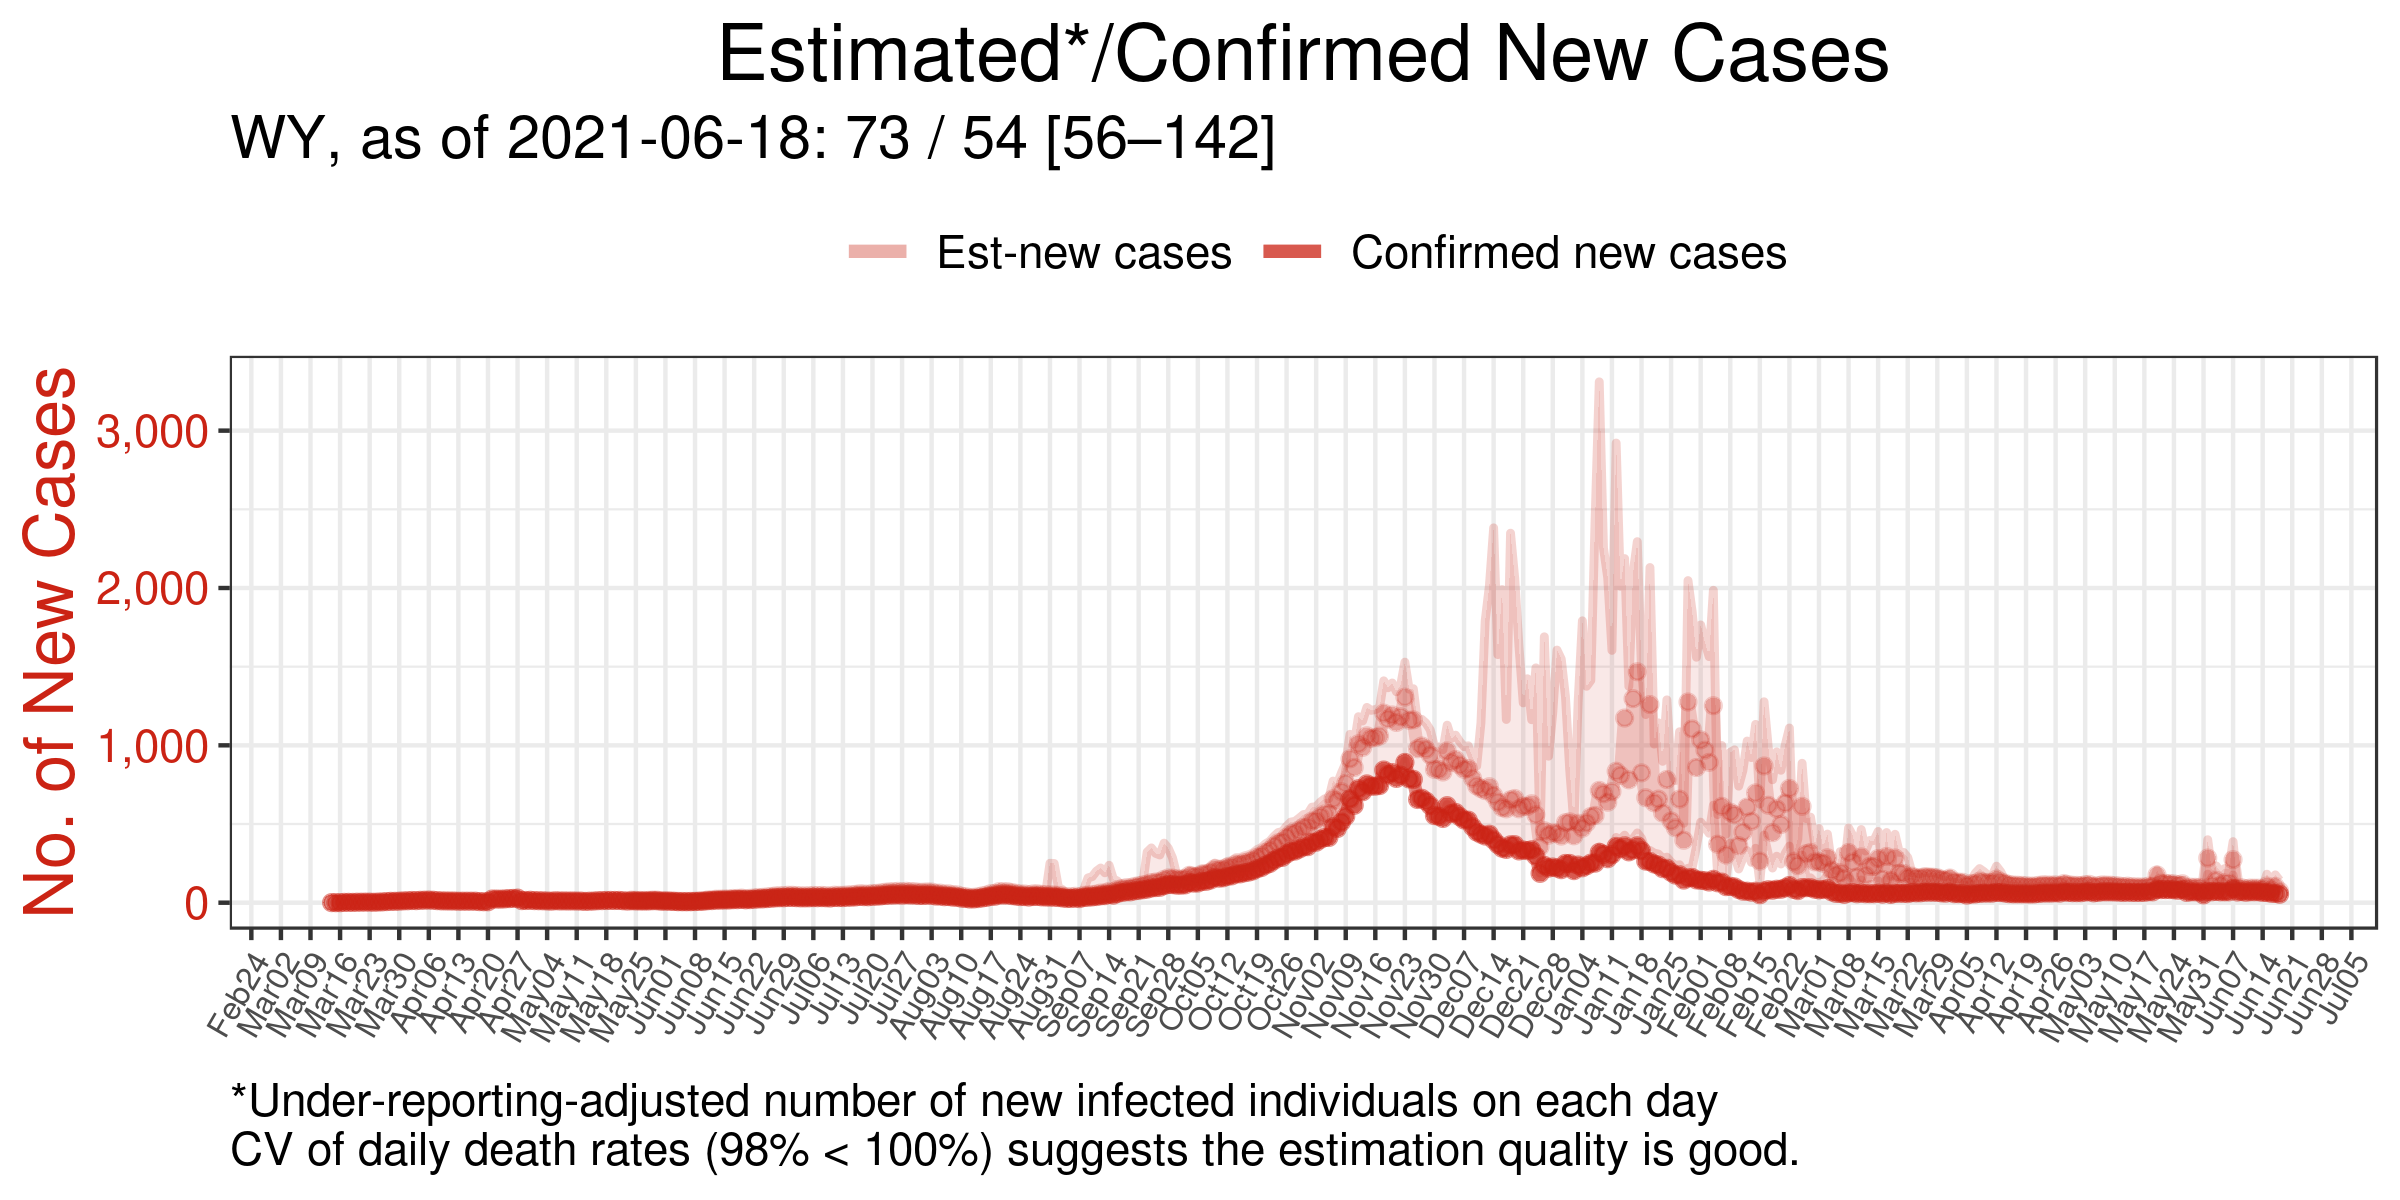 Estimated*/Confirmed New Cases
WY, as of 2021-06-18: 73 / 54 [56–142]
Est-new cases
Confirmed new cases
No. of New Cases
3,000
2,000
1,000
0
Feb24
Mar02
Mar09
Mar16
Mar23
Mar30
Apr06
Apr13
Apr20
Apr27
May04
May11
May18
May25
Jun01
Jun08
Jun15
Jun22
Jun29
Jul06
Jul13
Jul20
Jul27
Aug03
Aug10
Aug17
Aug24
Aug31
Sep07
Sep14
Sep21
Sep28
Oct05
Oct12
Oct19
Oct26
Nov02
Nov09
Nov16
Nov23
Nov30
Dec07
Dec14
Dec21
Dec28
Jan04
Jan11
Jan18
Jan25
Feb01
Feb08
Feb15
Feb22
Mar01
Mar08
Mar15
Mar22
Mar29
Apr05
Apr12
Apr19
Apr26
May03
May10
May17
May24
May31
Jun07
Jun14
Jun21
Jun28
Jul05
*Under-reporting-adjusted number of new infected individuals on each day
CV of daily death rates (98% < 100%) suggests the estimation quality is good.